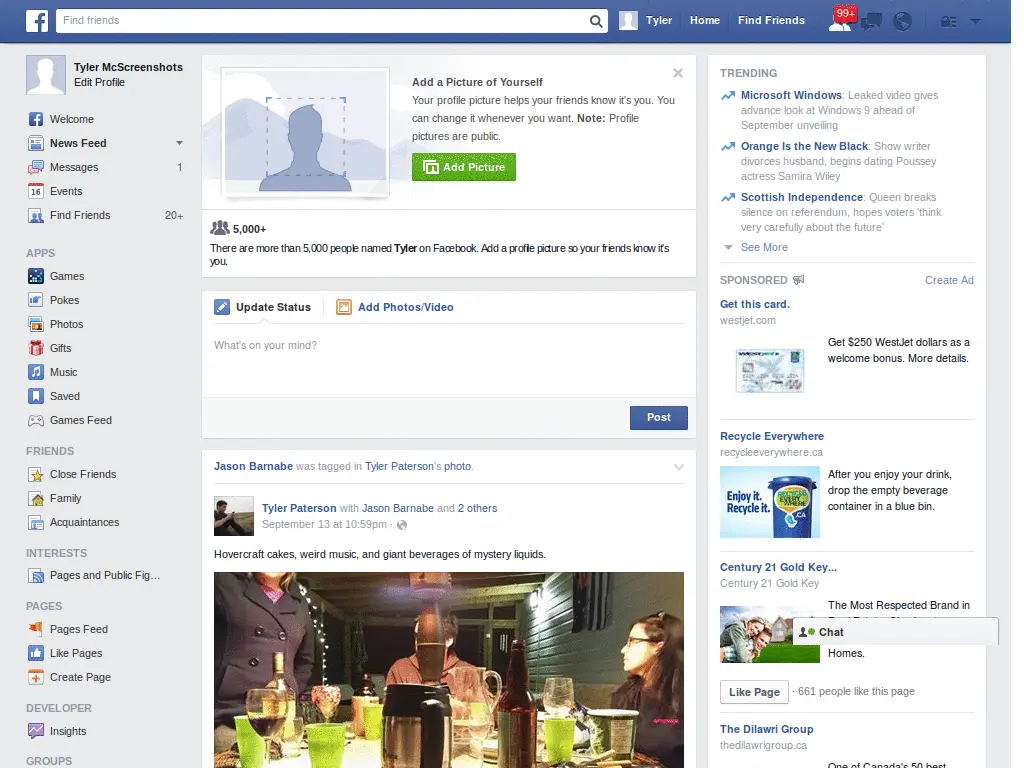 f
Find friends
Tyler
Home
Find Friends
99+
Tyler McScreenshots
Edit Profile
Welcome
News Feed
Messages 1
16 Events
Find Friends 20+
APPS
Games
Pokes
Photos
Gifts
Music
Saved
Games Feed
FRIENDS
Close Friends
Family
Acquaintances
INTERESTS
Pages and Public Fig…
PAGES
Pages Feed
Like Pages
Create Page
DEVELOPER
Insights
GROUPS
Add a Picture of Yourself
Your profile picture helps your friends know it's you. You
can change it whenever you want. Note: Profile
pictures are public.
Add Picture
5,000+
There are more than 5,000 people named Tyler on Facebook. Add a profile picture so your friends know it's
you.
Update Status
Add Photos/Video
What's on your mind?
Post
Jason Barnabe was tagged in Tyler Paterson's photo.
Tyler Paterson with Jason Barnabe and 2 others
September 13 at 10:59pm ·
Hovercraft cakes, weird music, and giant beverages of mystery liquids.
TRENDING
Microsoft Windows: Leaked video gives
advance look at Windows 9 ahead of
September unveiling
Orange Is the New Black: Show writer
divorces husband, begins dating Poussey
actress Samira Wiley
Scottish Independence: Queen breaks
silence on referendum, hopes voters 'think
very carefully about the future'
See More
SPONSORED
Create Ad
Get this card.
westjet.com
WESTJET
Get $250 WestJet dollars as a
welcome bonus. More details.
Recycle Everywhere
recycleeverywhere.ca
Enjoy it.
Recycle it.
RECYCLE
EVERY
WHERE
.CA
After you enjoy your drink,
drop the empty beverage
container in a blue bin.
Century 21 Gold Key...
Century 21 Gold Key
The Most Respected Brand in
Chat
Homes.
Like Page
· 661 people like this page
The Dilawri Group
thedilawrigroup.ca
One of Canada's 50 best